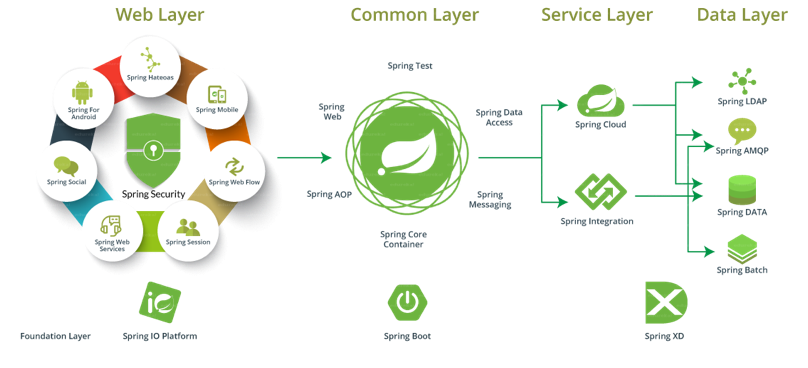 Web Layer
Common Layer
Service Layer
Data Layer
Spring Hateoas
Spring For
Android
Spring Mobile
Spring Social
Spring Security
Spring Web Flow
Spring Web
Services
Spring Session
Spring Test
Spring
Web
Spring Data
Access
Spring AOP
Spring
Messaging
Spring Core
Container
Spring Cloud
Spring Integration
Spring LDAP
Spring AMQP
Spring DATA
Spring Batch
Foundation Layer
Spring IO Platform
Spring Boot
Spring XD